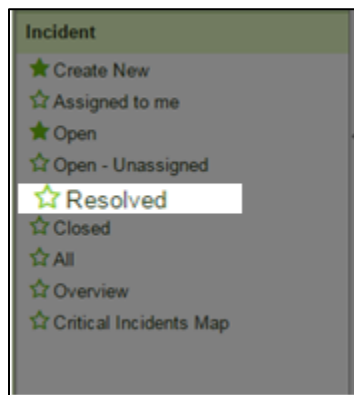 Incident
Create New
Assigned to me
Open
Open - Unassigned
Resolved
Closed
All
Overview
Critical Incidents Map